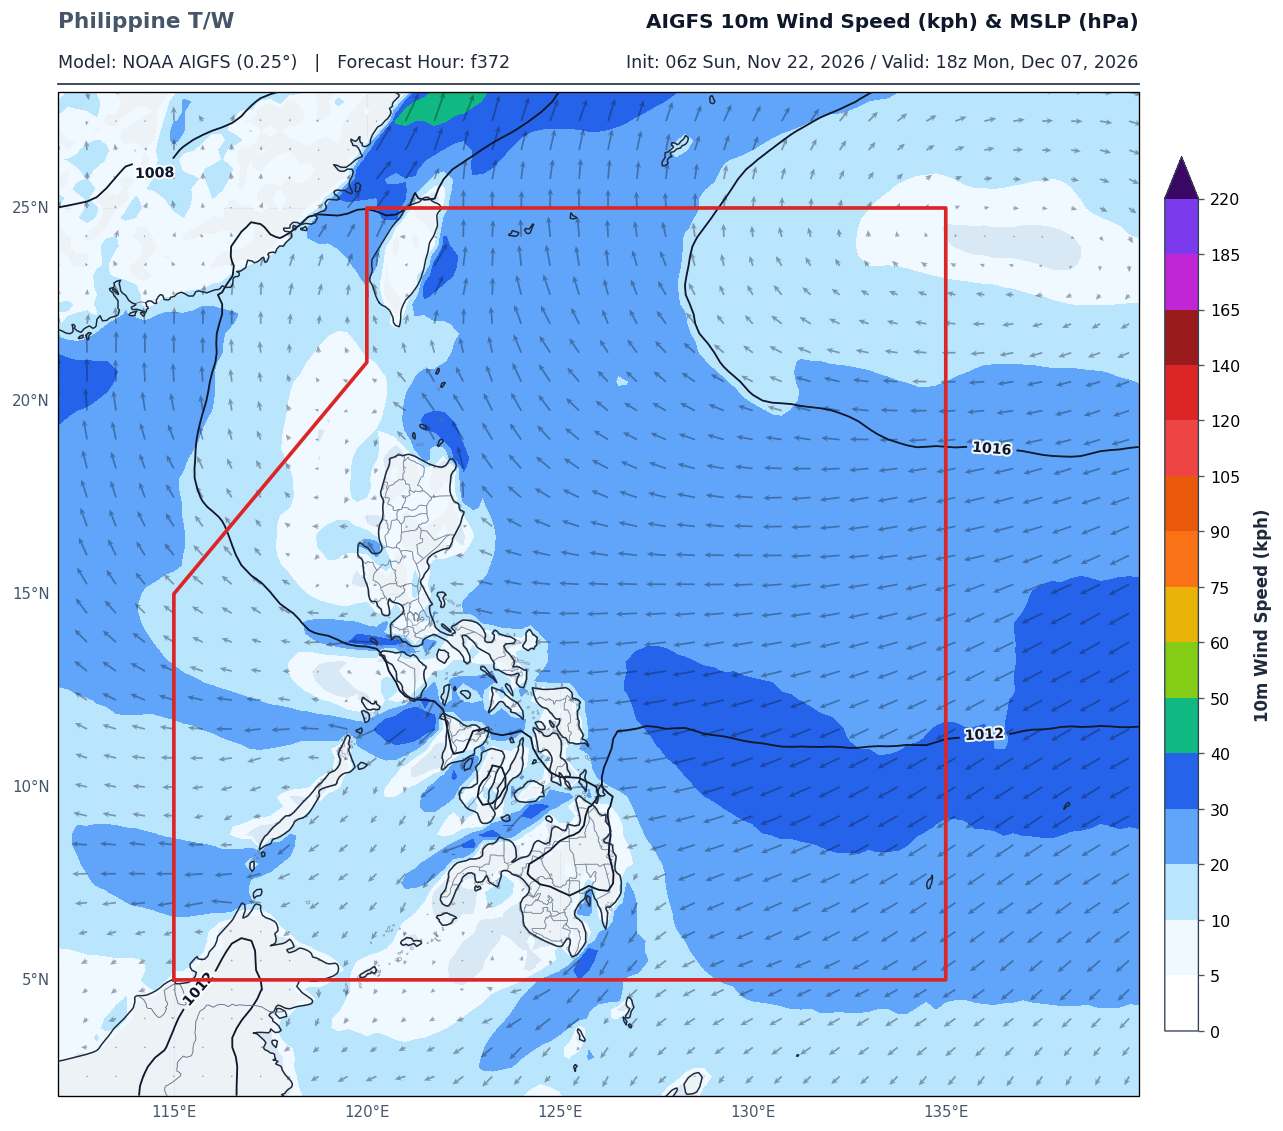 Philippine T/W
AIGFS 10m Wind Speed (kph) & MSLP (hPa)
Model: NOAA AIGFS (0.25°) | Forecast Hour: f372
Init: 06z Sun, Nov 22, 2026 / Valid: 18z Mon, Dec 07, 2026
1008
1016
1012
1012
25°N
20°N
15°N
10°N
5°N
115°E
120°E
125°E
130°E
135°E
220
185
165
140
120
105
90
75
60
50
40
30
20
10
5
0
10m Wind Speed (kph)